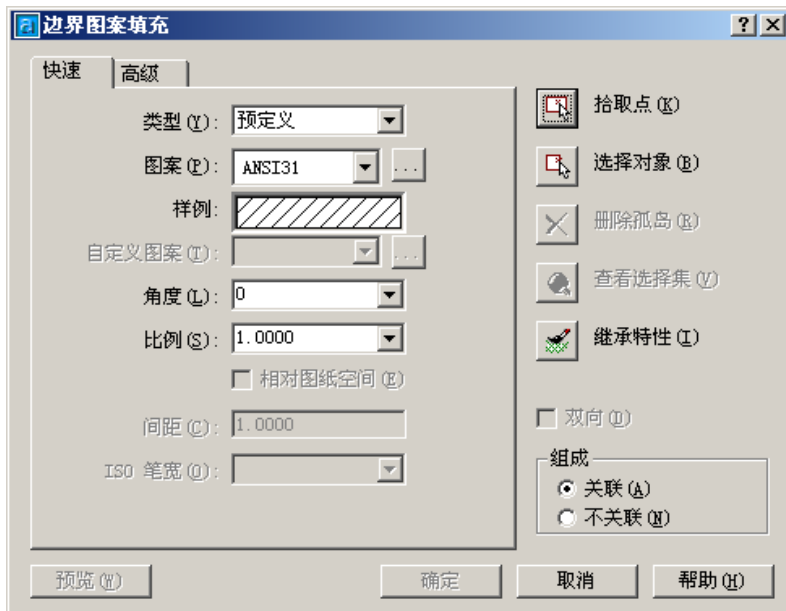 边界图案填充
快速
高级
类型(Y):
预定义
图案(P):
ANSI31
...
样例:
自定义图案(T):
...
角度(L):
0
比例(S):
1.0000
相对图纸空间(E)
间距(C):
1.0000
ISO 笔宽(O):
拾取点(K)
选择对象(B)
删除孤岛(R)
查看选择集(V)
继承特性(I)
双向(D)
组成
关联(A)
不关联(N)
预览(W)
确定
取消
帮助(H)